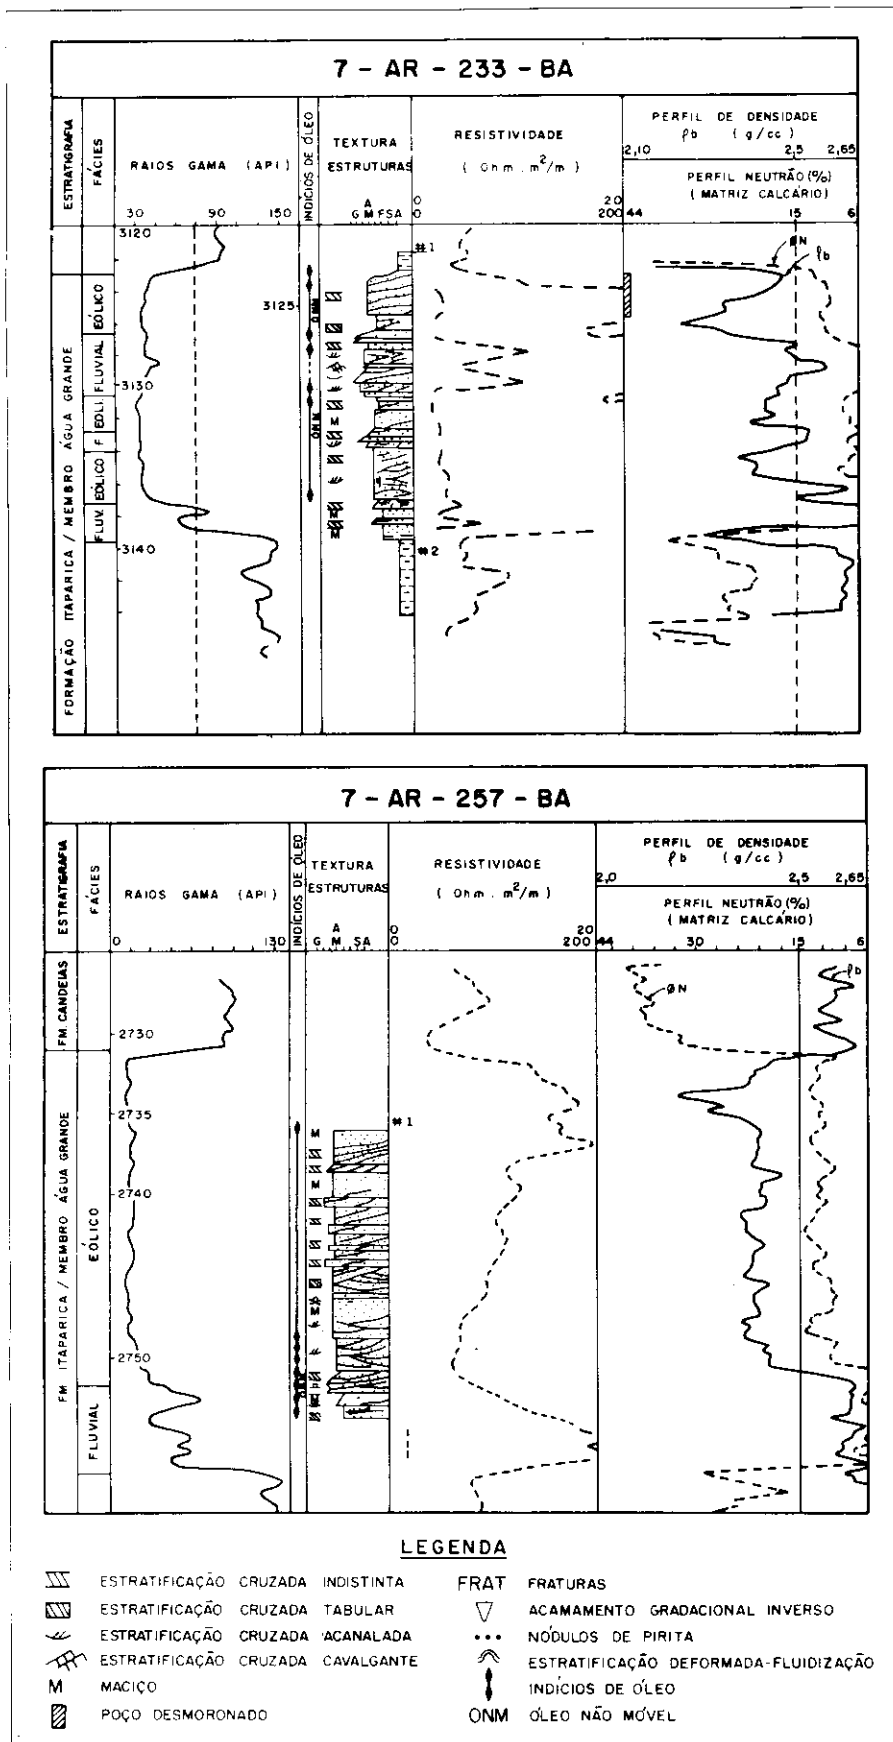 7 - AR - 233 - BA
ESTRATIGRAFIA
FÁCIES
RAIOS GAMA (API)
30 90 150
INDÍCIOS DE ÓLEO
TEXTURA
ESTRUTURAS
A
G M F S A
RESISTIVIDADE
( Ohm . m²/m )
0 20
0 200
PERFIL DE DENSIDADE
ρb ( g/cc )
2,10 2,5 2,65
PERFIL NEUTRÃO (%)
( MATRIZ CALCÁRIO )
44 15 6
3120
#1
ØN
ρb
3125
3130
3140
#2
FORMAÇÃO ITAPARICA / MEMBRO ÁGUA GRANDE
EÓLICO
FLUVIAL
EÓLI.
F.
EÓLICO
FLUV.
ONM
ONM
M
M
M
7 - AR - 257 - BA
ESTRATIGRAFIA
FÁCIES
RAIOS GAMA (API)
0 130
INDÍCIOS DE ÓLEO
TEXTURA
ESTRUTURAS
A
G M S A
RESISTIVIDADE
( Ohm . m²/m )
0 20
0 200
PERFIL DE DENSIDADE
ρb ( g/cc )
2,0 2,5 2,65
PERFIL NEUTRÃO (%)
( MATRIZ CALCÁRIO )
44 30 15 6
FM. CANDEIAS
FM ITAPARICA / MEMBRO ÁGUA GRANDE
EÓLICO
FLUVIAL
ρb
ØN
2730
2735
#1
M
2740
M
2750
ONM
LEGENDA
ESTRATIFICAÇÃO CRUZADA INDISTINTA
ESTRATIFICAÇÃO CRUZADA TABULAR
ESTRATIFICAÇÃO CRUZADA ACANALADA
ESTRATIFICAÇÃO CRUZADA CAVALGANTE
M MACIÇO
POÇO DESMORONADO
FRAT FRATURAS
ACAMAMENTO GRADACIONAL INVERSO
NÓDULOS DE PIRITA
ESTRATIFICAÇÃO DEFORMADA-FLUIDIZAÇÃO
INDÍCIOS DE ÓLEO
ONM ÓLEO NÃO MÓVEL